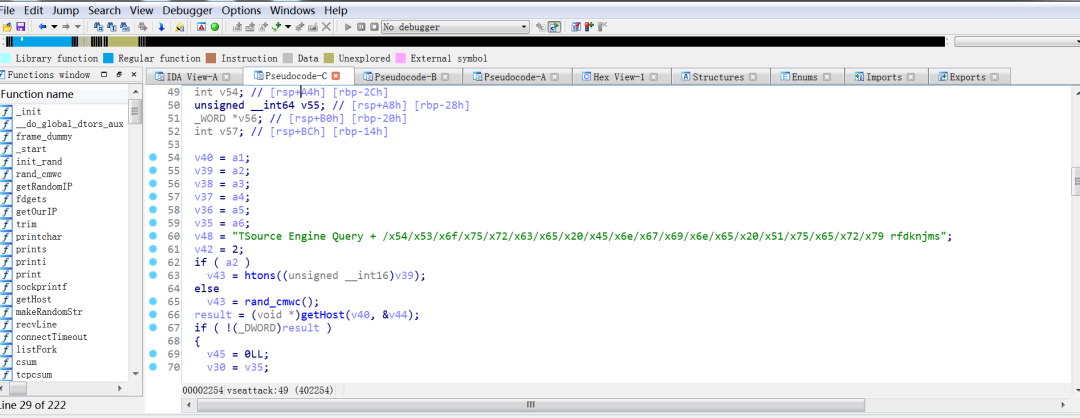 File Edit Jump Search View Debugger Options Windows Help
No debugger
Library function Regular function Instruction Data Unexplored External symbol
Functions window
IDA View-A Pseudocode-C Pseudocode-B Pseudocode-A Hex View-1 Structures Enums Imports Exports
Function name
_init
__do_global_dtors_aux
frame_dummy
_start
init_rand
rand_cmwc
getRandomIP
fdgets
getOurIP
trim
printchar
prints
printi
print
sockprintf
getHost
makeRandomStr
recvLine
connectTimeout
listFork
csum
tcpcsum
Line 29 of 222
49 int v54; // [rsp+A4h] [rbp-2Ch]
50 unsigned __int64 v55; // [rsp+A8h] [rbp-28h]
51 _WORD *v56; // [rsp+B0h] [rbp-20h]
52 int v57; // [rsp+BCh] [rbp-14h]
53
54 v40 = a1;
55 v39 = a2;
56 v38 = a3;
57 v37 = a4;
58 v36 = a5;
59 v35 = a6;
60 v48 = "TSource Engine Query + /x54/x53/x6f/x75/x72/x63/x65/x20/x45/x6e/x67/x69/x6e/x65/x20/x51/x75/x65/x72/x79 rfdknjms";
61 v42 = 2;
62 if ( a2 )
63 v43 = htons((unsigned __int16)v39);
64 else
65 v43 = rand_cmwc();
66 result = (void *)getHost(v40, &v44);
67 if ( !(_DWORD)result )
68 {
69 v45 = 0LL;
70 v30 = v35;
00002254 vseattack:49 (402254)